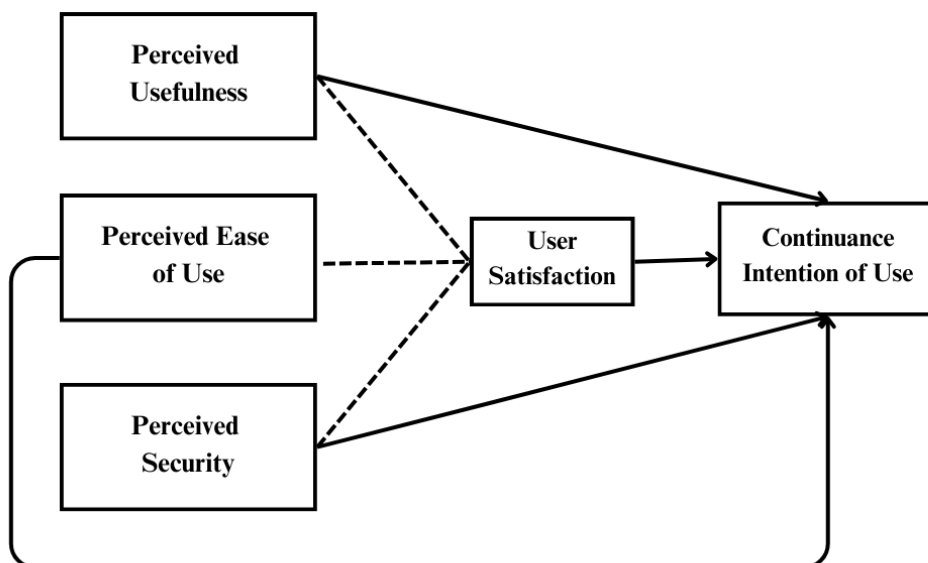 Perceived
Usefulness
Perceived Ease
of Use
User
Satisfaction
Continuance
Intention of Use
Perceived
Security